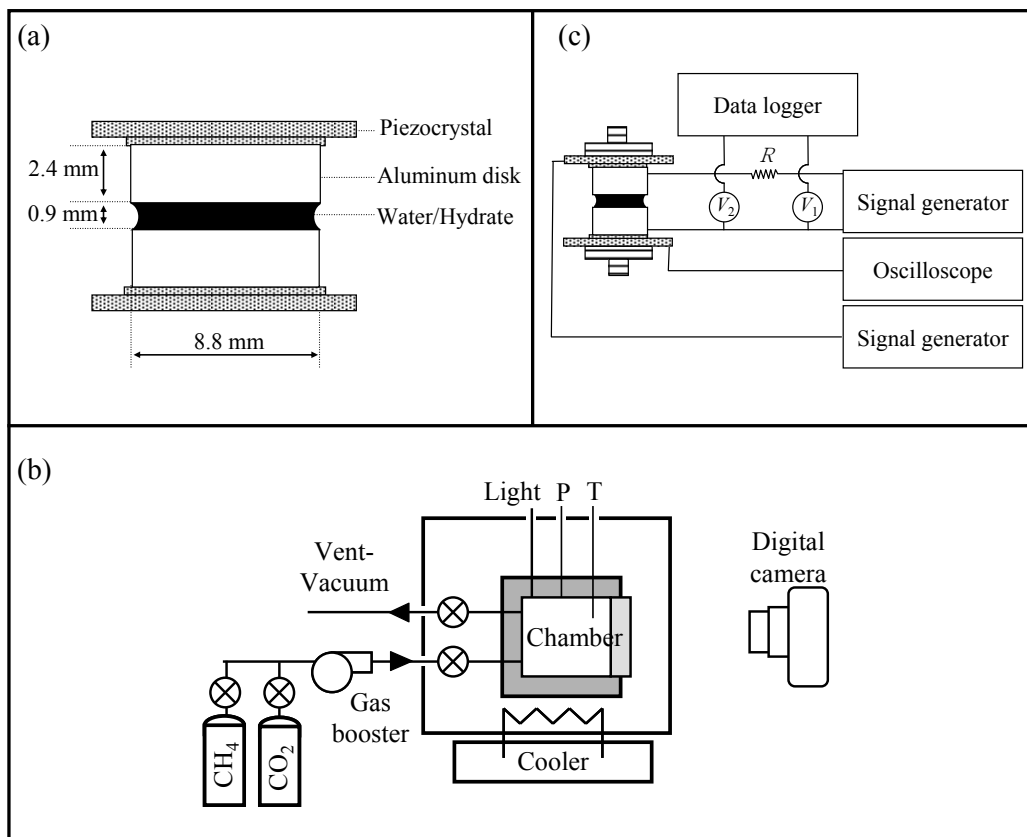 (a)
Piezocrystal
2.4 mm
Aluminum disk
0.9 mm
Water/Hydrate
8.8 mm
(c)
Data logger
R
V2
V1
Signal generator
Oscilloscope
Signal generator
(b)
Light P T
Vent-
Vacuum
Digital
camera
Chamber
Gas
booster
CH4
CO2
Cooler